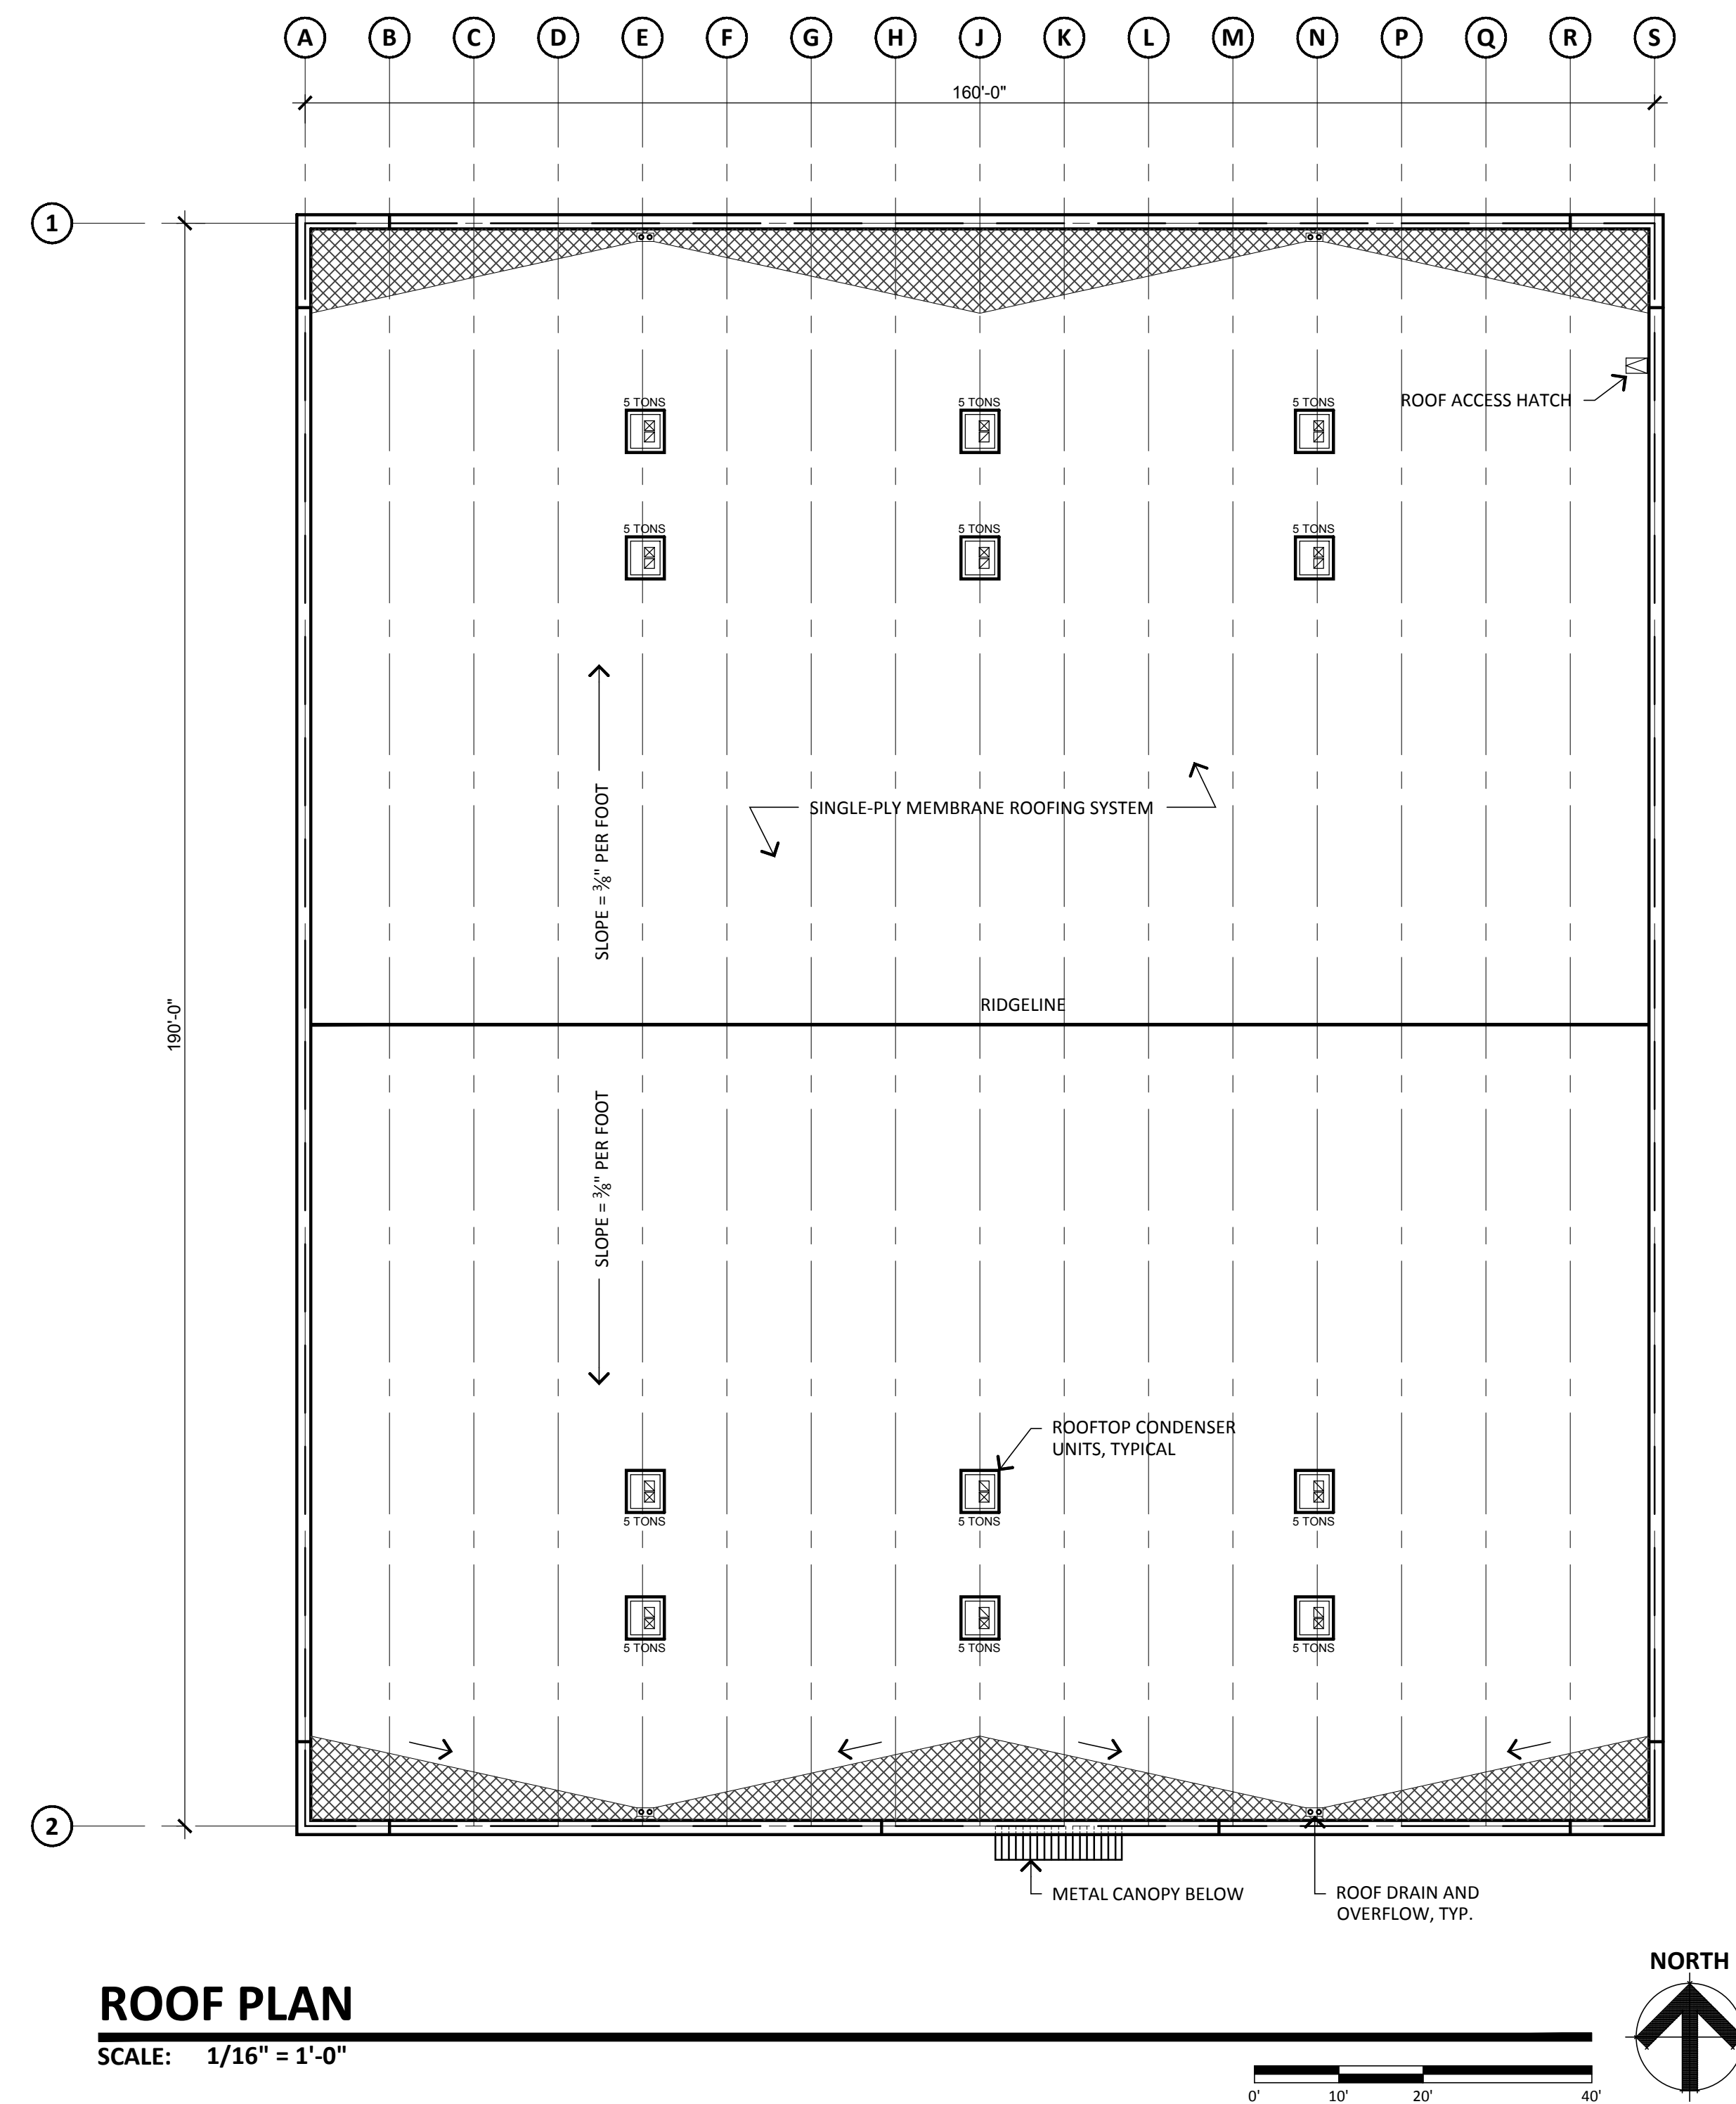 A B C D E F G H J K L M N P Q R S
160'-0"
1
5 TONS 5 TONS 5 TONS
ROOF ACCESS HATCH
5 TONS 5 TONS 5 TONS
SLOPE = ⅜" PER FOOT
SINGLE-PLY MEMBRANE ROOFING SYSTEM
190'-0"
RIDGELINE
SLOPE = ⅜" PER FOOT
ROOFTOP CONDENSER
UNITS, TYPICAL
5 TONS 5 TONS 5 TONS
5 TONS 5 TONS 5 TONS
2
METAL CANOPY BELOW
ROOF DRAIN AND
OVERFLOW, TYP.
NORTH
ROOF PLAN
SCALE: 1/16" = 1'-0"
0' 10' 20' 40'